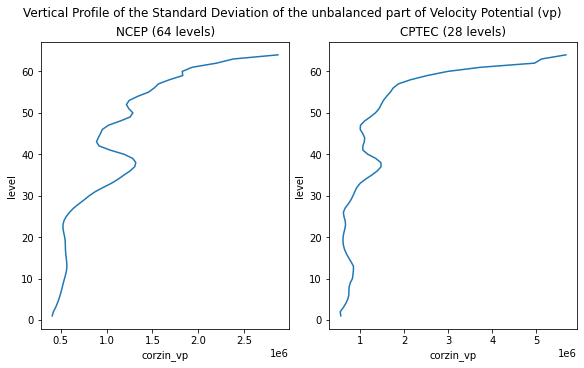 Vertical Profile of the Standard Deviation of the unbalanced part of Velocity Potential (vp)
NCEP (64 levels)
CPTEC (28 levels)
60
50
40
30
20
10
0
level
0.5 1.0 1.5 2.0 2.5
1e6
corzin_vp
60
50
40
30
20
10
0
level
1 2 3 4 5
1e6
corzin_vp